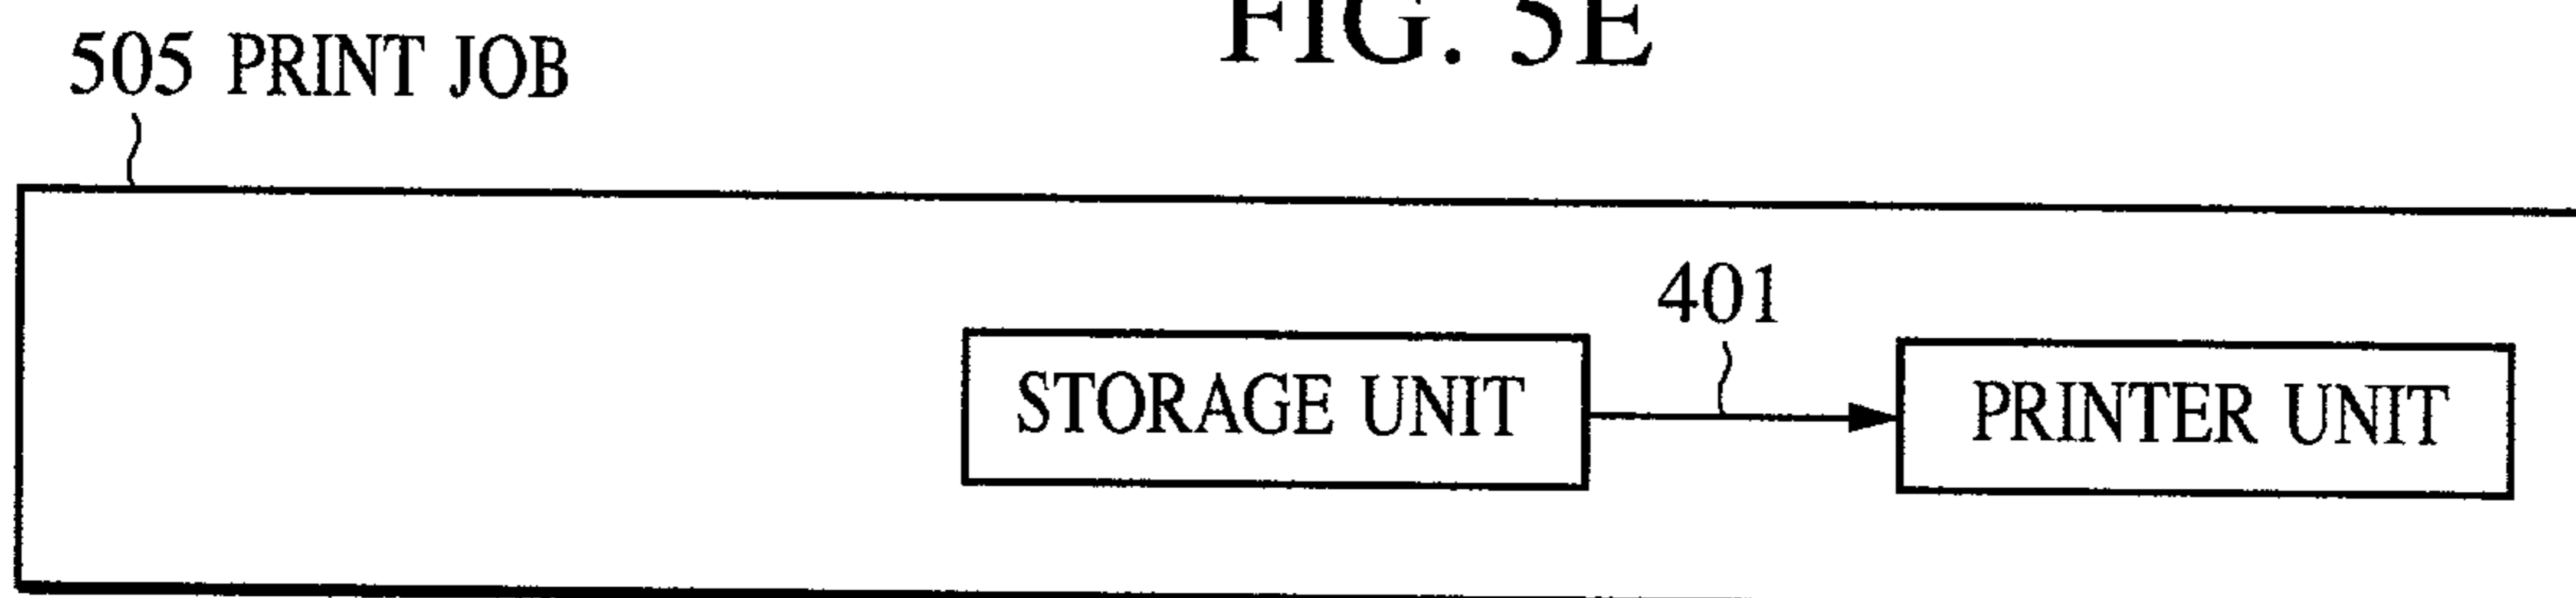 FIG. 5E
505 PRINT JOB
401
STORAGE UNIT
PRINTER UNIT